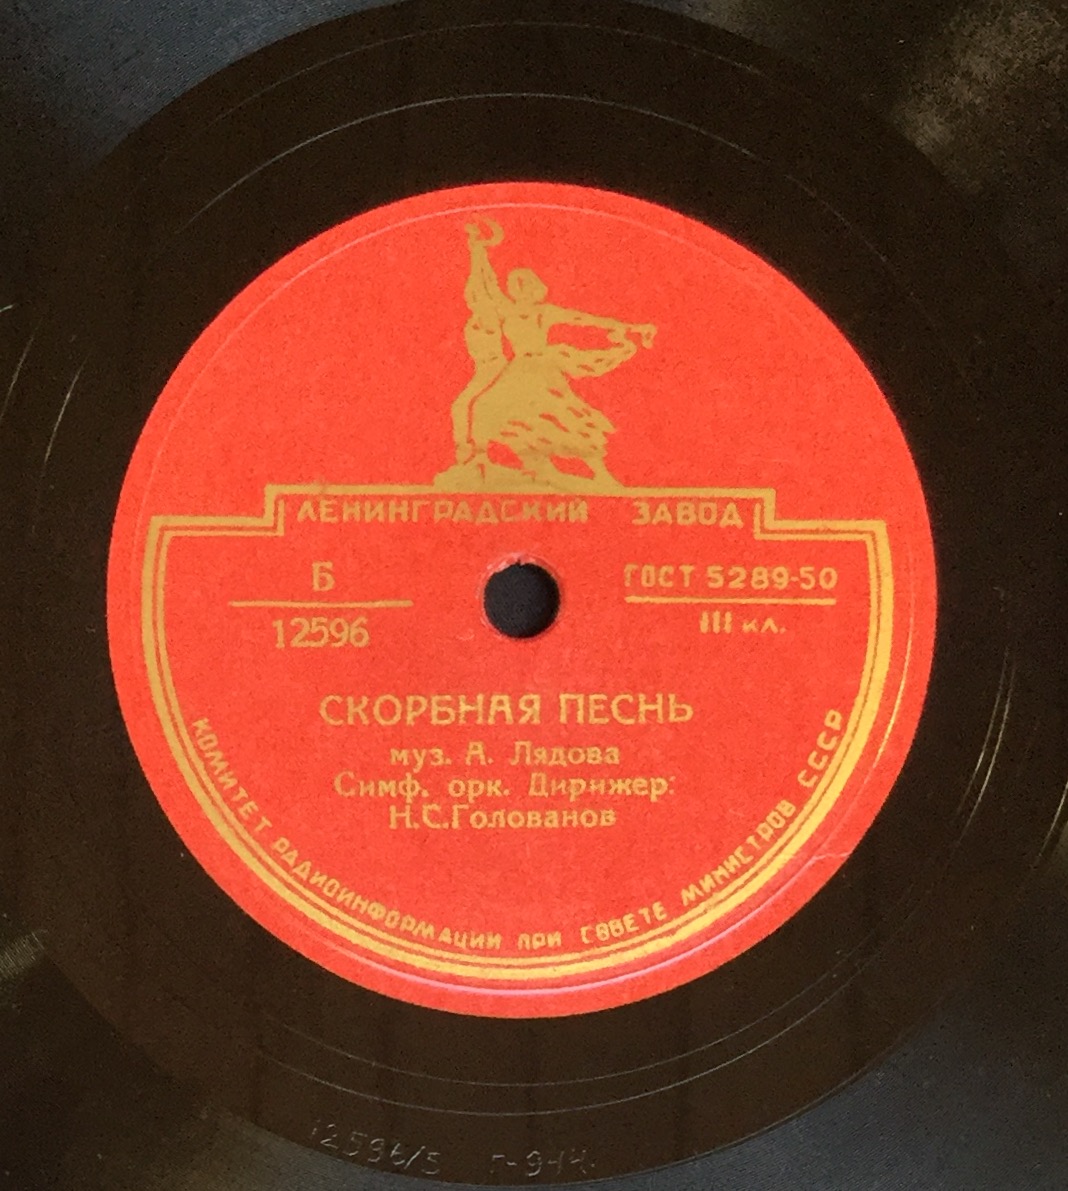 ЛЕНИНГРАДСКИЙ ЗАВОД
Б
12596
ГОСТ 5289-50
III кл.
СКОРБНАЯ ПЕСНЬ
муз. А. Лядова
Симф. орк. Дирижер:
Н.С.Голованов
КОМИТЕТ РАДИОИНФОРМАЦИИ ПРИ СОВЕТЕ МИНИСТРОВ СССР
12596/5